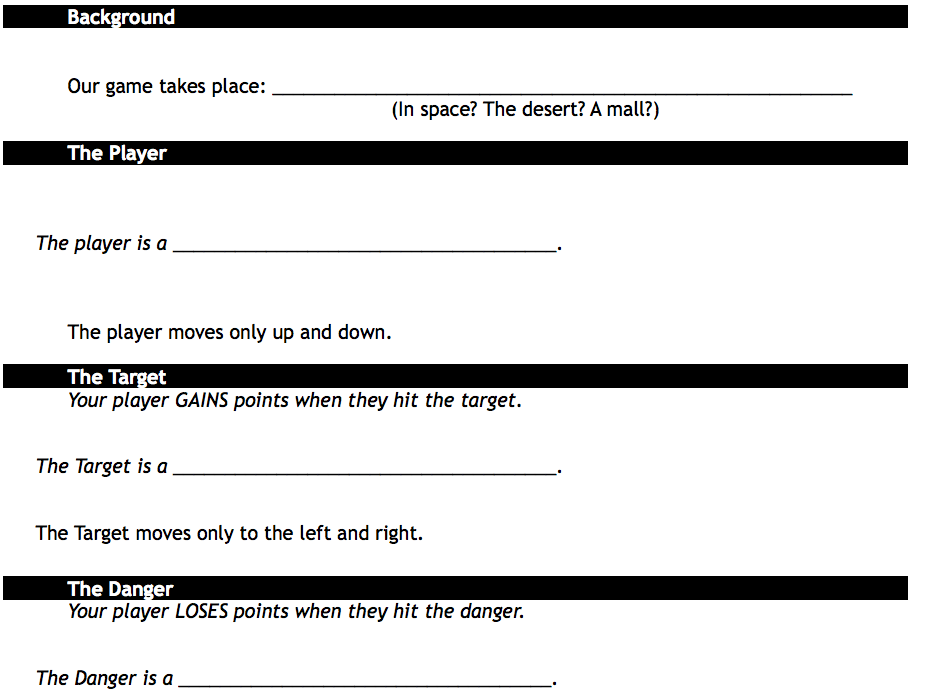 Background
Our game takes place: ________________________________________________________
(In space? The desert? A mall?)
The Player
The player is a _____________________________________.
The player moves only up and down.
The Target
Your player GAINS points when they hit the target.
The Target is a _____________________________________.
The Target moves only to the left and right.
The Danger
Your player LOSES points when they hit the danger.
The Danger is a ____________________________________.